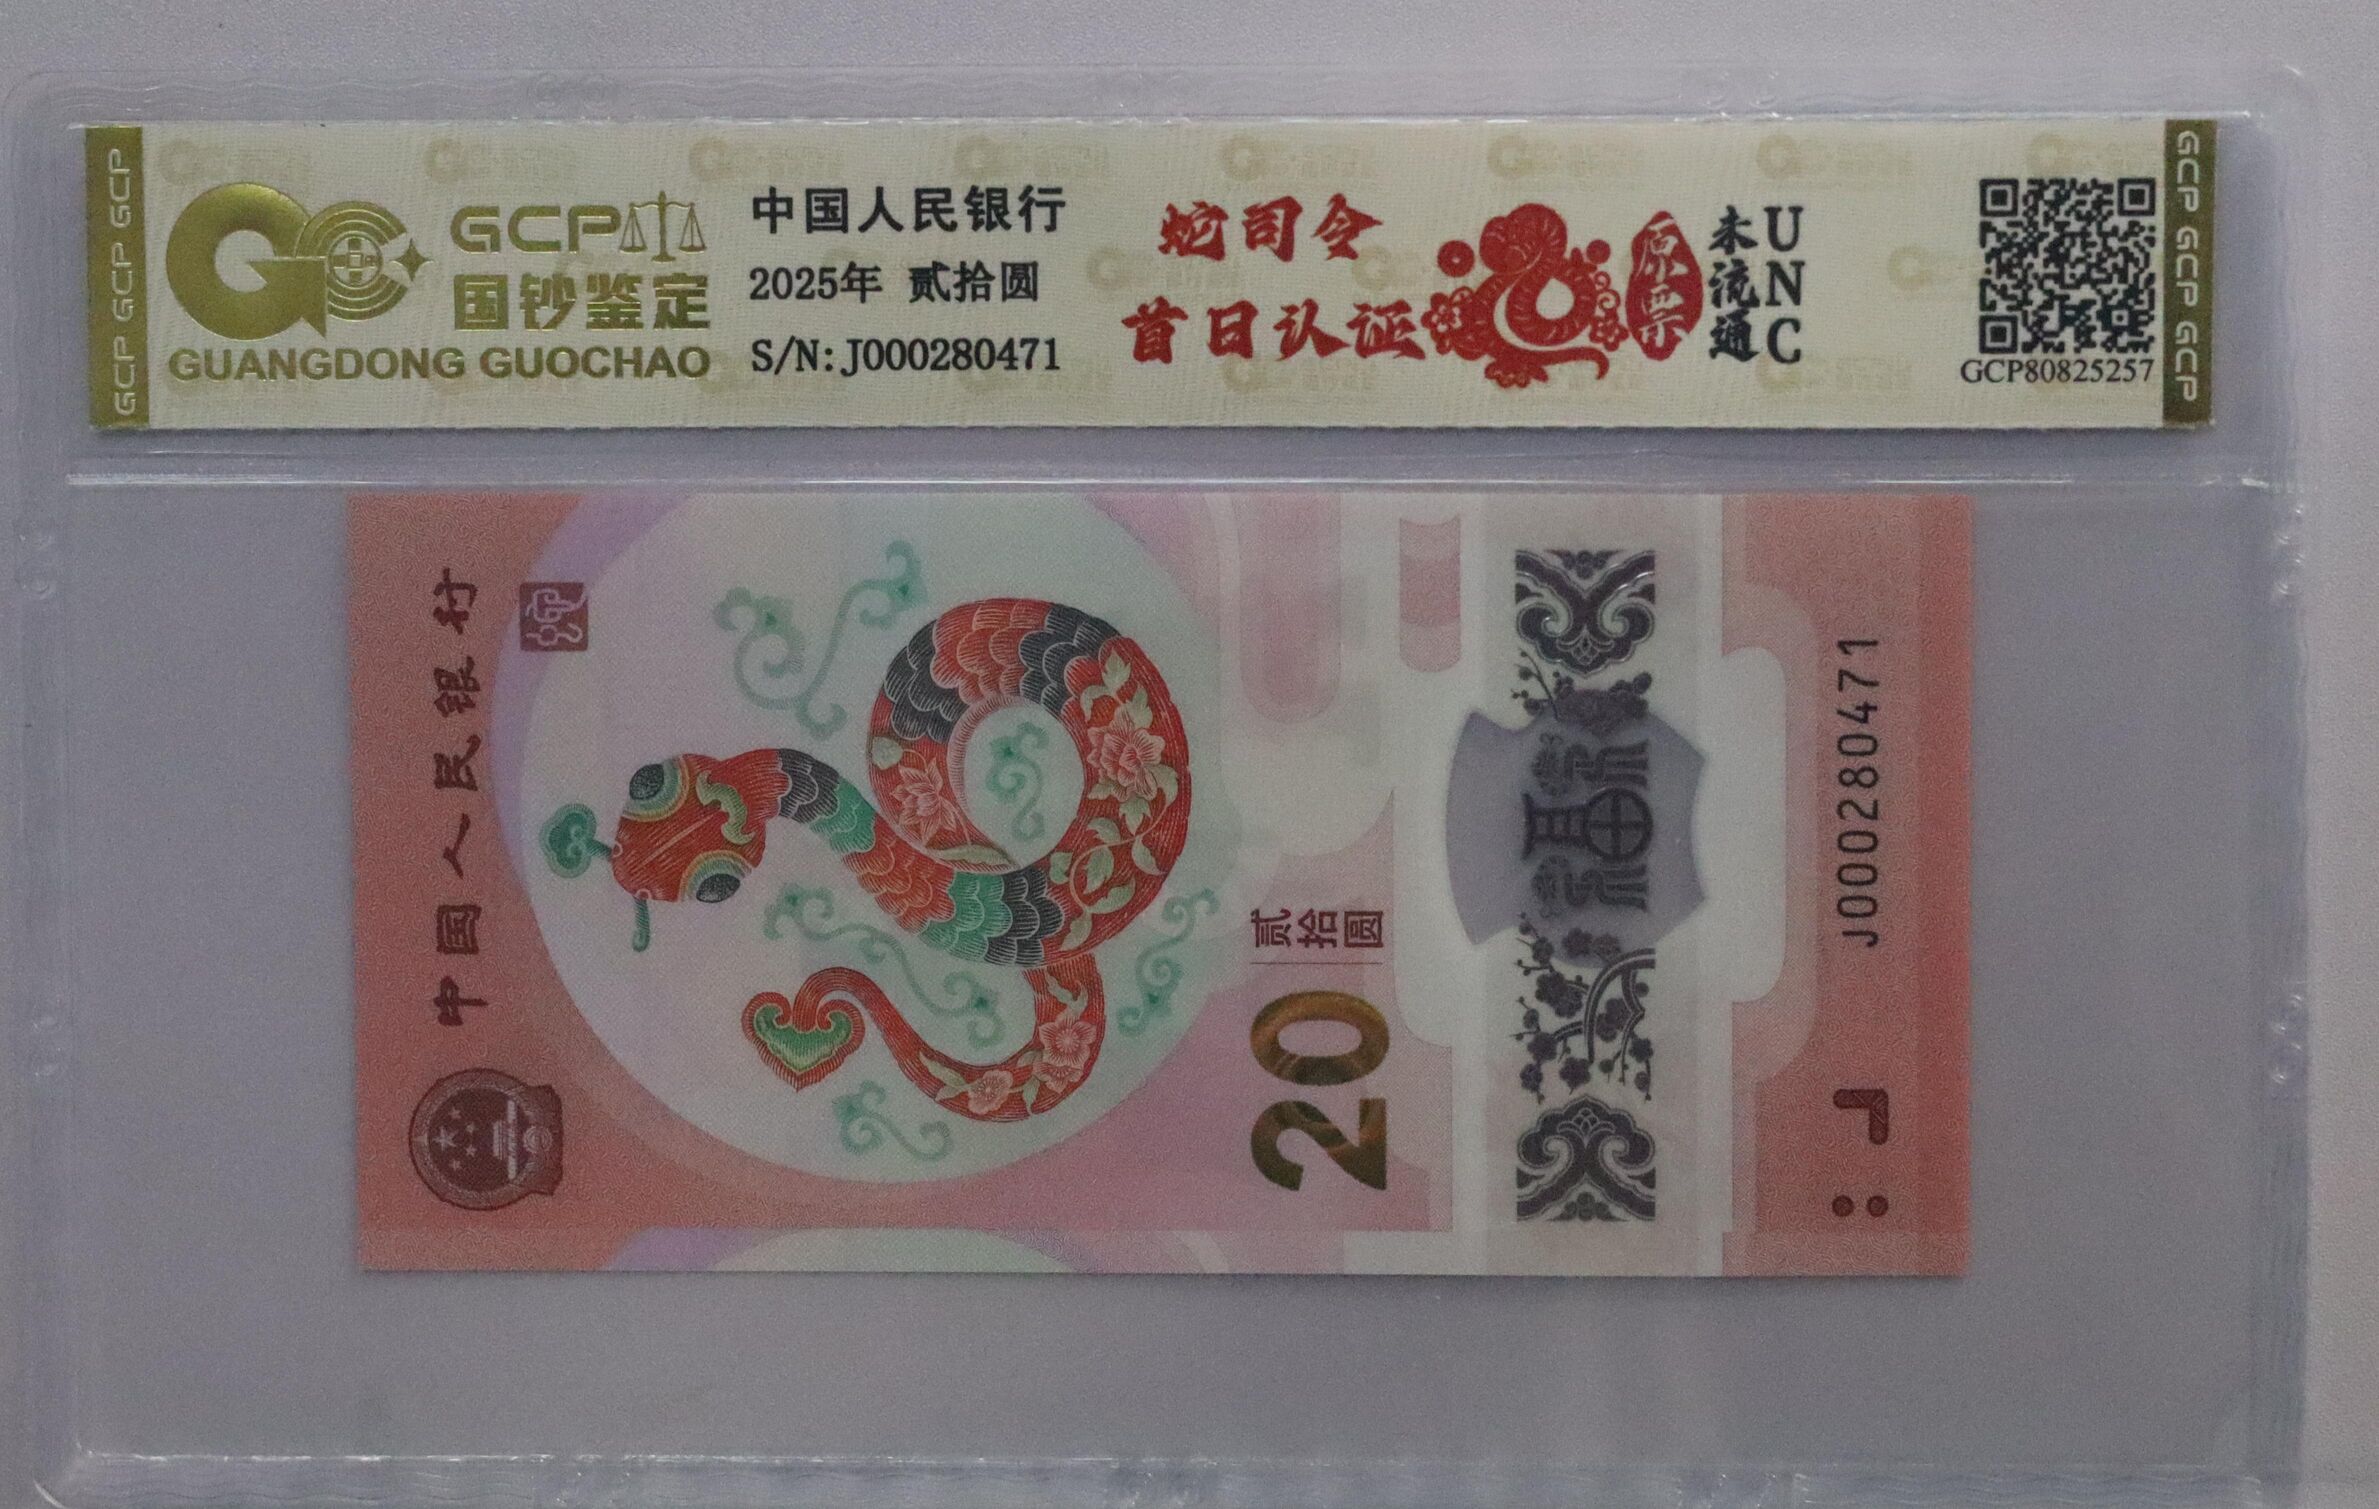 GCP GCP GCP
GCP
国钞鉴定
GUANGDONG GUOCHAO
中国人民银行
2025年 贰拾圆
S/N:J000280471
蛇司令
首日认证
原票
未流通
UNC
GCP80825257
GCP GCP GCP
中国人民银行
20
贰拾圆
福
J000280471